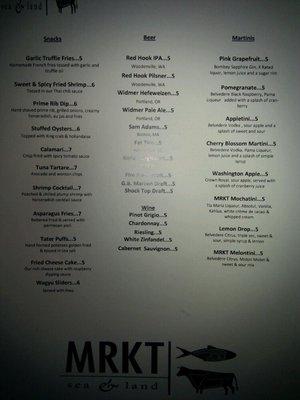 sea & land
Snacks
Garlic Truffle Fries...5
Homemade French fries tossed with garlic and
truffle oil
Sweet & Spicy Fried Shrimp...6
Tossed in our Thai chili sauce
Prime Rib Dip...6
Hand shaved prime rib, grilled onions, creamy
horseradish, au jus and fries
Stuffed Oysters...6
Topped with King crab & hollandaise
Calamari...7
Crisp fried with spicy tomato sauce
Tuna Tartare...7
Avocado and wonton chips
Shrimp Cocktail...7
Poached & chilled plump shrimp with
horseradish cocktail sauce
Asparagus Fries...7
Battered fried & served with
parmesan aioli
Tater Puffs...5
Hand formed potatoes golden fried
& tossed in sea salt
Fried Cheese Cake...5
Our rich cheese cake with raspberry
dipping sauce
Wagyu Sliders...6
Served with fries
Beer
Red Hook IPA...5
Woodenville, WA
Red Hook Pilsner...5
Woodenville, WA
Widmer Hefeweizen...5
Portland, OR
Widmer Pale Ale...5
Portland, OR
Sam Adams...5
Boston, MA
Fat Tire...5
G.B. Marzen Draft...5
Shock Top Draft...5
Wine
Pinot Grigio...5
Chardonnay...5
Riesling...5
White Zinfandel...5
Cabernet Sauvignon...5
Martinis
Pink Grapefruit...5
Bombay Sapphire Gin, X Rated
liquor, lemon juice and a sugar rim
Pomegranate...5
Belvedere Black Raspberry, Pama
Liqueur added with a splash of cran-
berry
Appletini...5
Belvedere Vodka, sour apple and a
splash of sweet and sour
Cherry Blossom Martini...5
Belvedere Vodka, Pama Liqueur,
lemon juice and a splash of simple
syrup
Washington Apple...5
Crown Royal, sour apple, served with
a splash of cranberry juice
MRKT Mochatini...5
Tia Maria Liqueur, Absolut, Vanilla,
Kahlua, white crème de cacao &
whipped cream
Lemon Drop...5
Belvedere Citrus, triple sec, sweet &
sour, simple syrup & lemon
MRKT Melontini...5
Belvedere Citrus, Midori Melon &
sweet & sour mix
MRKT
sea & land